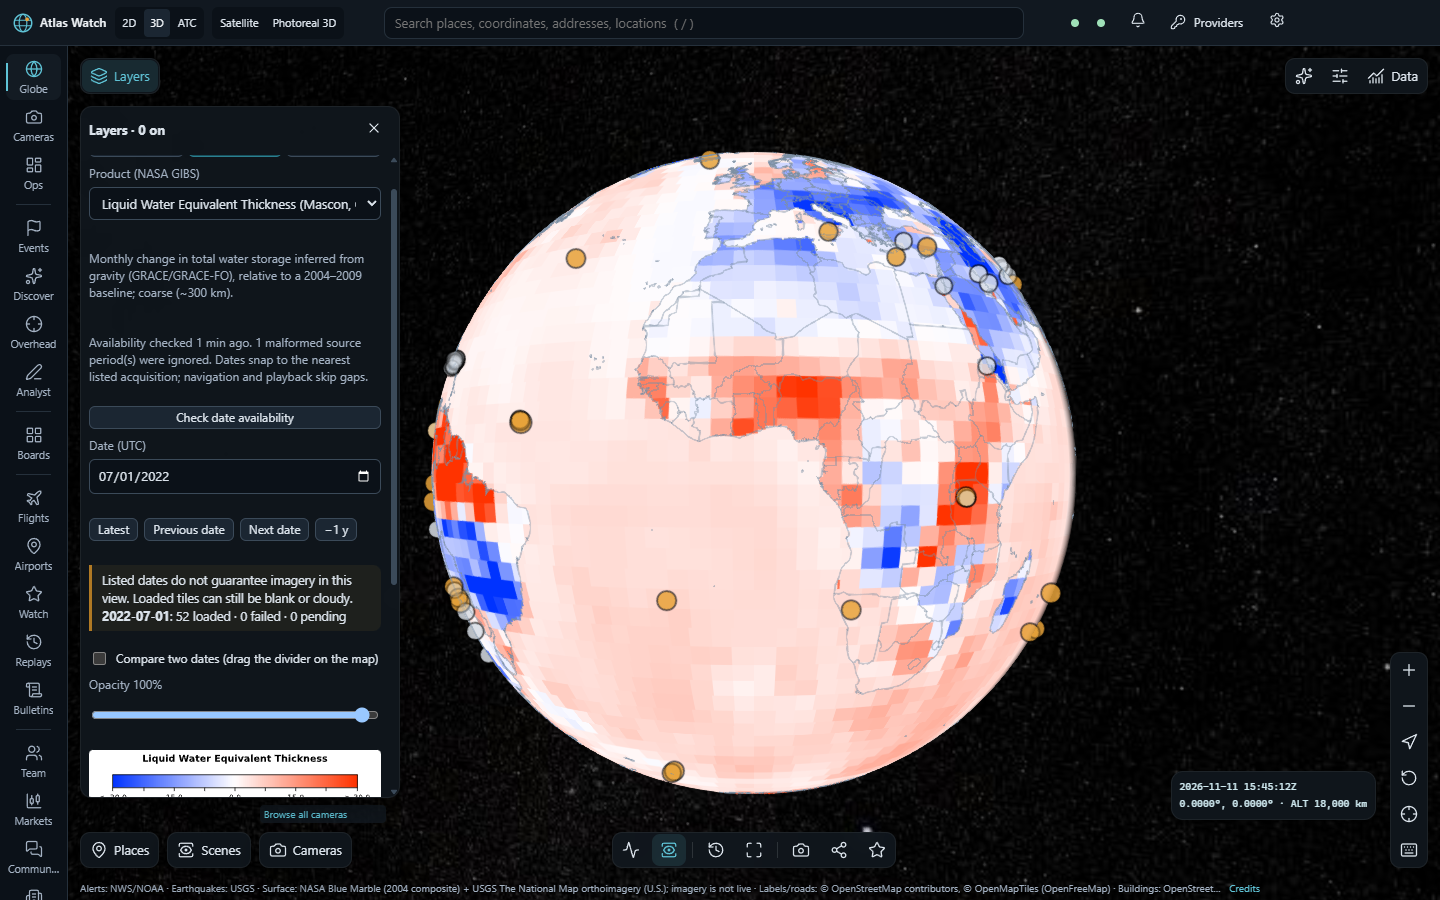 Atlas Watch
2D 3D ATC
Satellite Photoreal 3D
Search places, coordinates, addresses, locations ( / )
Providers
Globe
Cameras
Ops
Events
Discover
Overhead
Analyst
Boards
Flights
Airports
Watch
Replays
Bulletins
Team
Markets
Commun...
Layers
Data
Layers · 0 on
Product (NASA GIBS)
Liquid Water Equivalent Thickness (Mascon,
Monthly change in total water storage inferred from
gravity (GRACE/GRACE-FO), relative to a 2004–2009
baseline; coarse (~300 km).
Availability checked 1 min ago. 1 malformed source
period(s) were ignored. Dates snap to the nearest
listed acquisition; navigation and playback skip gaps.
Check date availability
Date (UTC)
07/01/2022
Latest Previous date Next date −1 y
Listed dates do not guarantee imagery in this
view. Loaded tiles can still be blank or cloudy.
2022-07-01: 52 loaded · 0 failed · 0 pending
Compare two dates (drag the divider on the map)
Opacity 100%
Liquid Water Equivalent Thickness
Browse all cameras
Places Scenes Cameras
2026-11-11 15:45:12Z
0.0000°, 0.0000° · ALT 18,000 km
Alerts: NWS/NOAA · Earthquakes: USGS · Surface: NASA Blue Marble (2004 composite) + USGS The National Map orthoimagery (U.S.); imagery is not live · Labels/roads: © OpenStreetMap contributors, © OpenMapTiles (OpenFreeMap) · Buildings: OpenStreet... Credits